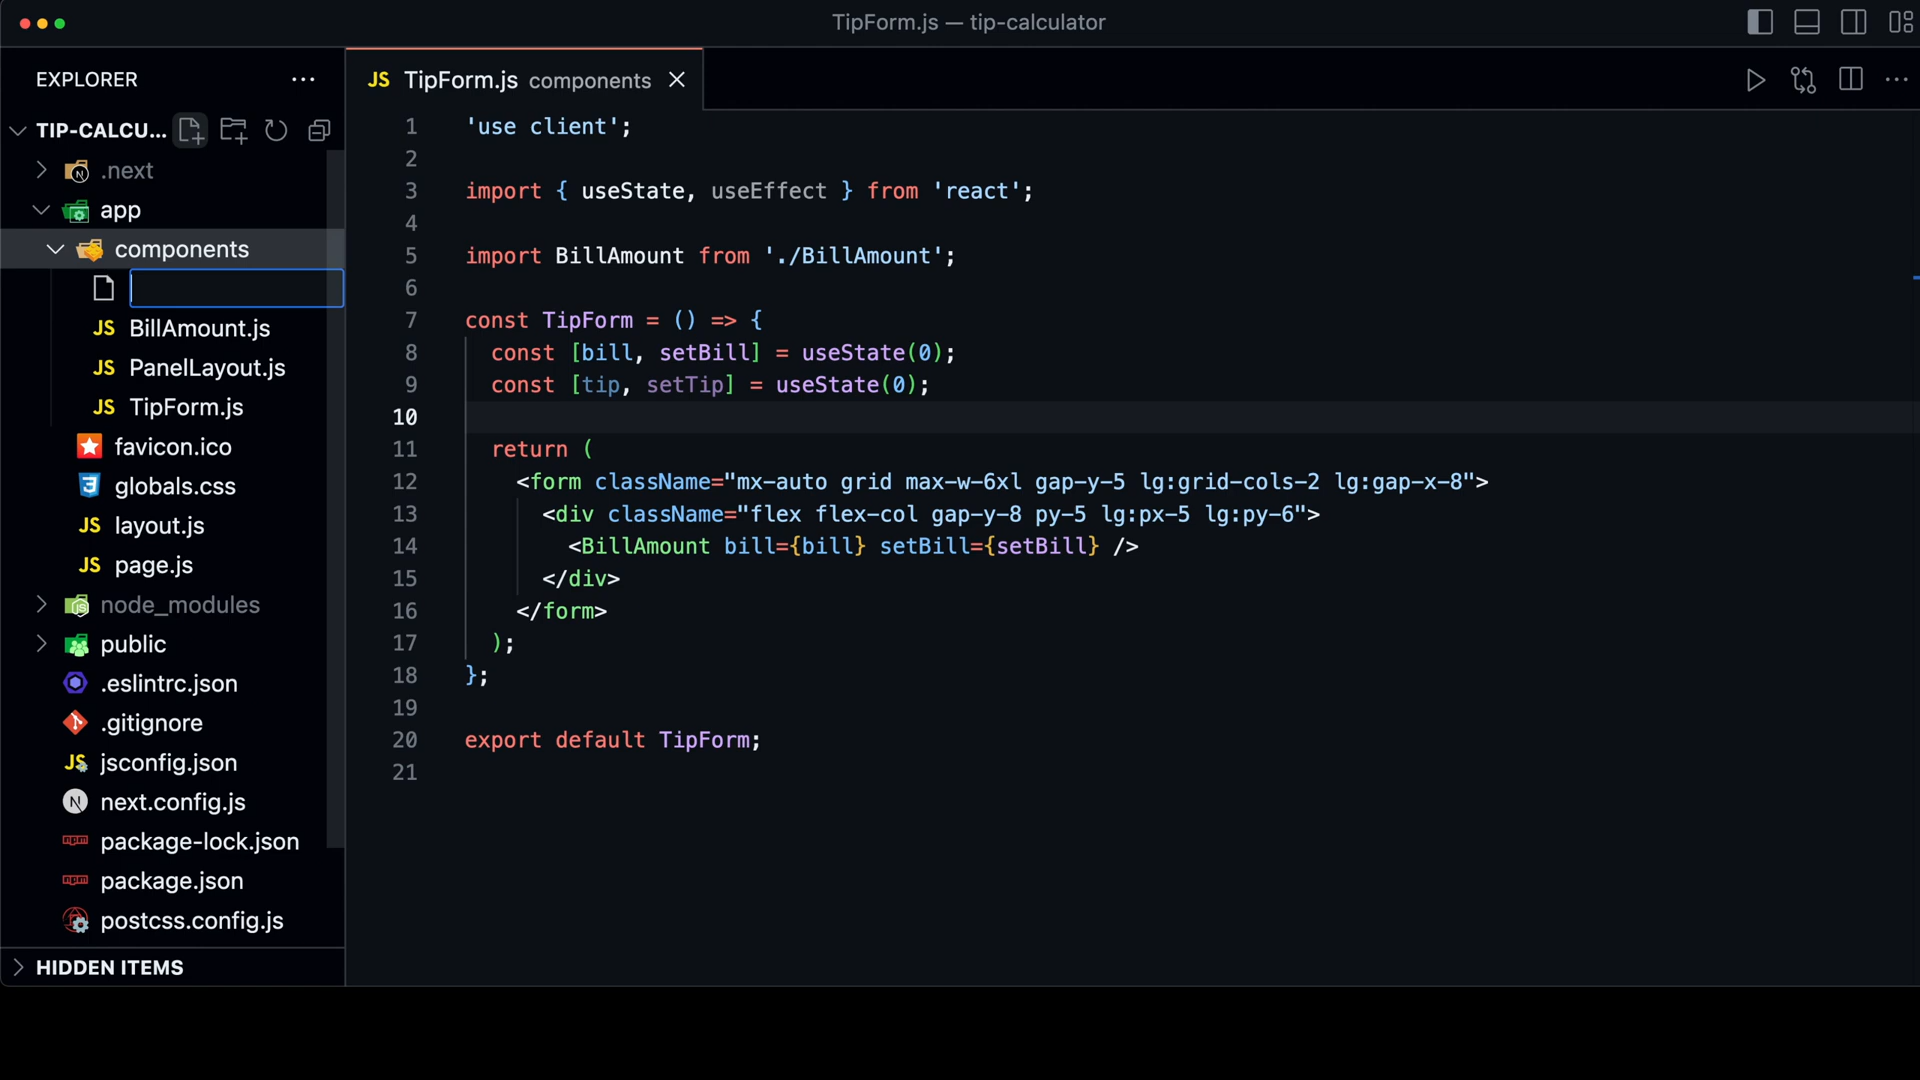 TipForm.js — tip-calculator
EXPLORER
TIP-CALCU...
.next
app
components
BillAmount.js
PanelLayout.js
TipForm.js
favicon.ico
globals.css
layout.js
page.js
node_modules
public
.eslintrc.json
.gitignore
jsconfig.json
next.config.js
package-lock.json
package.json
postcss.config.js
HIDDEN ITEMS
JS TipForm.js components
1 'use client';
2
3 import { useState, useEffect } from 'react';
4
5 import BillAmount from './BillAmount';
6
7 const TipForm = () => {
8 const [bill, setBill] = useState(0);
9 const [tip, setTip] = useState(0);
10
11 return (
12 <form className="mx-auto grid max-w-6xl gap-y-5 lg:grid-cols-2 lg:gap-x-8">
13 <div className="flex flex-col gap-y-8 py-5 lg:px-5 lg:py-6">
14 <BillAmount bill={bill} setBill={setBill} />
15 </div>
16 </form>
17 );
18 };
19
20 export default TipForm;
21